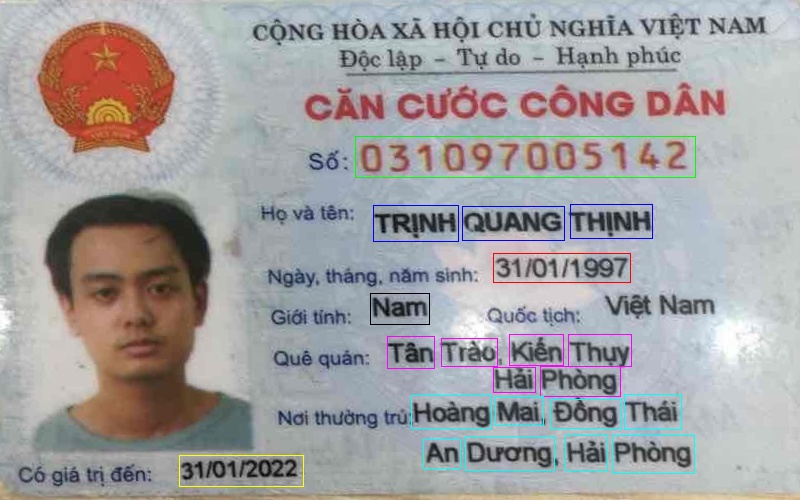 CỘNG HÒA XÃ HỘI CHỦ NGHĨA VIỆT NAM
Độc lập - Tự do - Hạnh phúc
CĂN CƯỚC CÔNG DÂN
Số: 031097005142
Họ và tên: TRỊNH QUANG THỊNH
Ngày, tháng, năm sinh: 31/01/1997
Giới tính: Nam Quốc tịch: Việt Nam
Quê quán: Tân Trào, Kiến Thụy
Hải Phòng
Nơi thường trú: Hoàng Mai, Đồng Thái
An Dương, Hải Phòng
Có giá trị đến: 31/01/2022